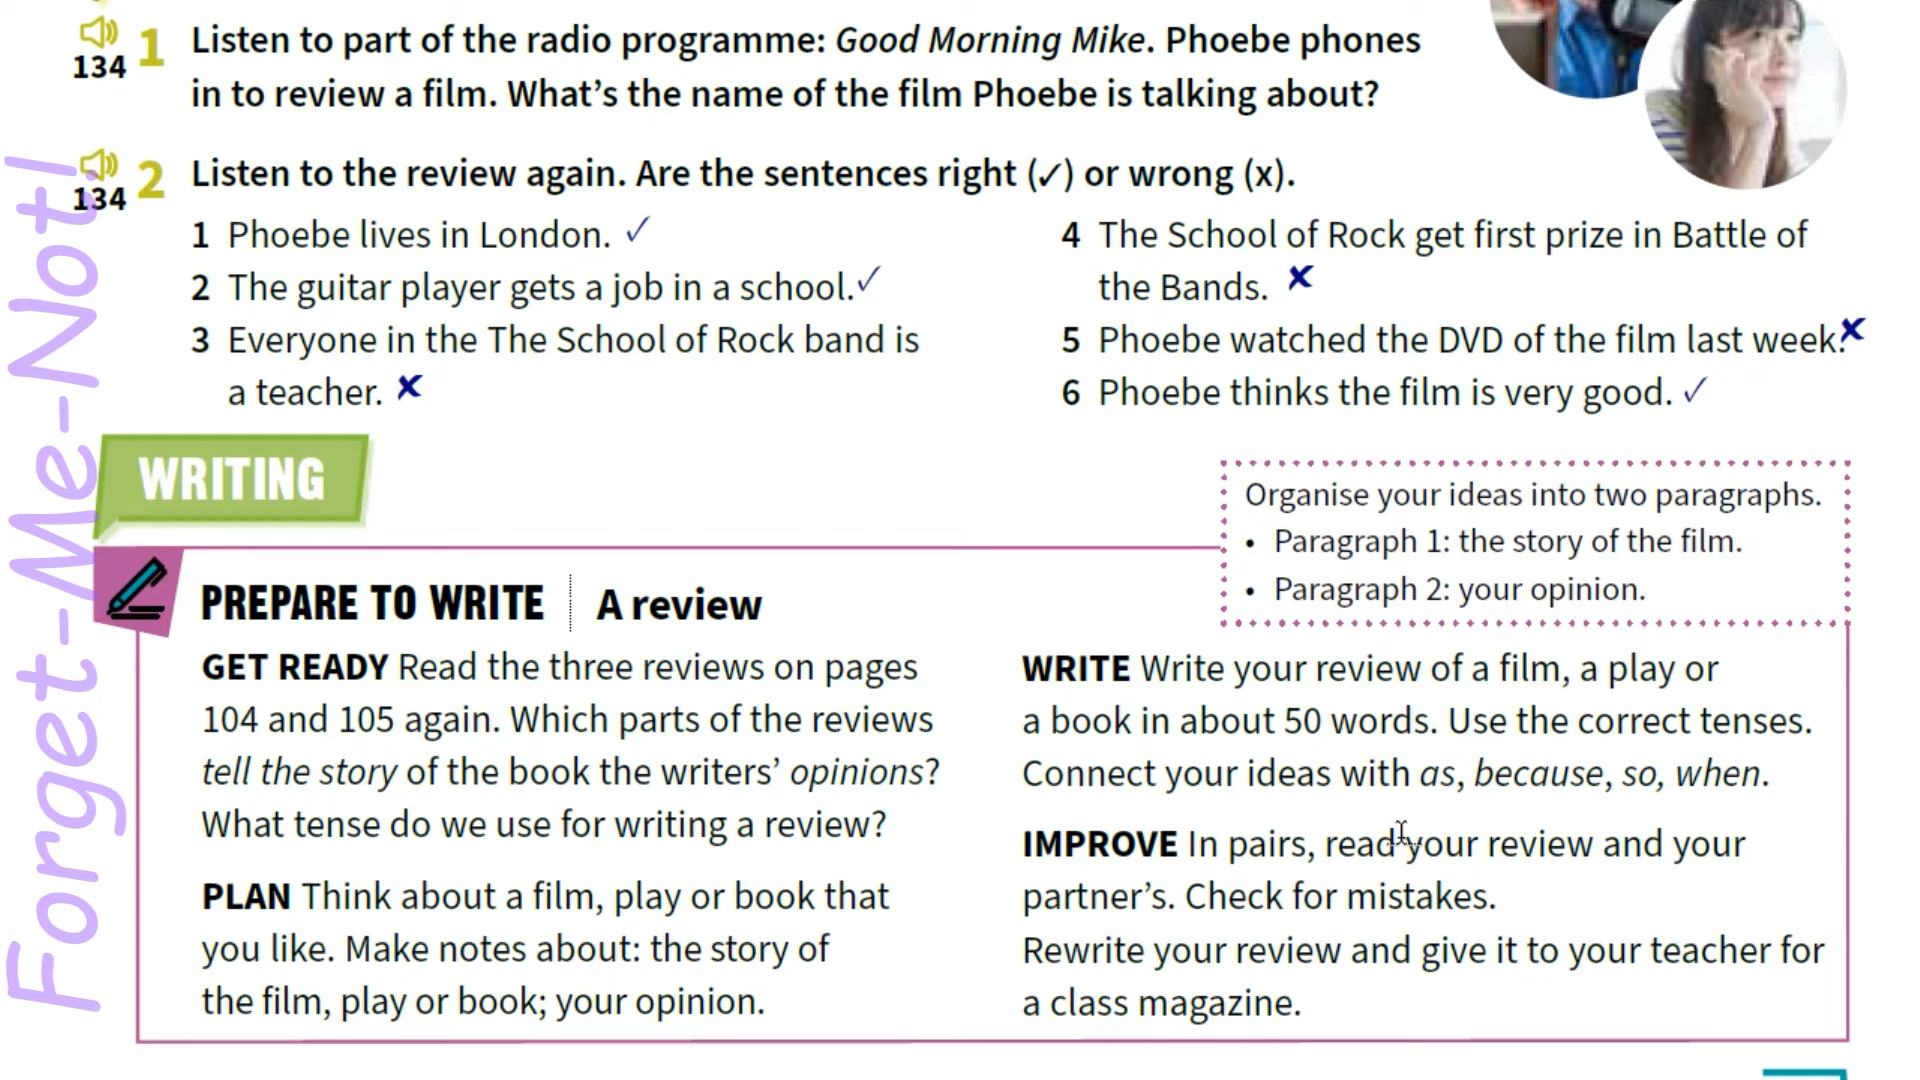 1 Listen to part of the radio programme: Good Morning Mike. Phoebe phones
134
in to review a film. What's the name of the film Phoebe is talking about?
2 Listen to the review again. Are the sentences right (✓) or wrong (x).
134
1 Phoebe lives in London. ✓
2 The guitar player gets a job in a school. ✓
3 Everyone in the The School of Rock band is
a teacher. ✘
4 The School of Rock get first prize in Battle of
the Bands. ✘
5 Phoebe watched the DVD of the film last week. ✘
6 Phoebe thinks the film is very good. ✓
Forget-Me-Not!
WRITING
Organise your ideas into two paragraphs.
• Paragraph 1: the story of the film.
• Paragraph 2: your opinion.
PREPARE TO WRITE A review
GET READY Read the three reviews on pages
104 and 105 again. Which parts of the reviews
tell the story of the book the writers' opinions?
What tense do we use for writing a review?
PLAN Think about a film, play or book that
you like. Make notes about: the story of
the film, play or book; your opinion.
WRITE Write your review of a film, a play or
a book in about 50 words. Use the correct tenses.
Connect your ideas with as, because, so, when.
IMPROVE In pairs, read your review and your
partner's. Check for mistakes.
Rewrite your review and give it to your teacher for
a class magazine.